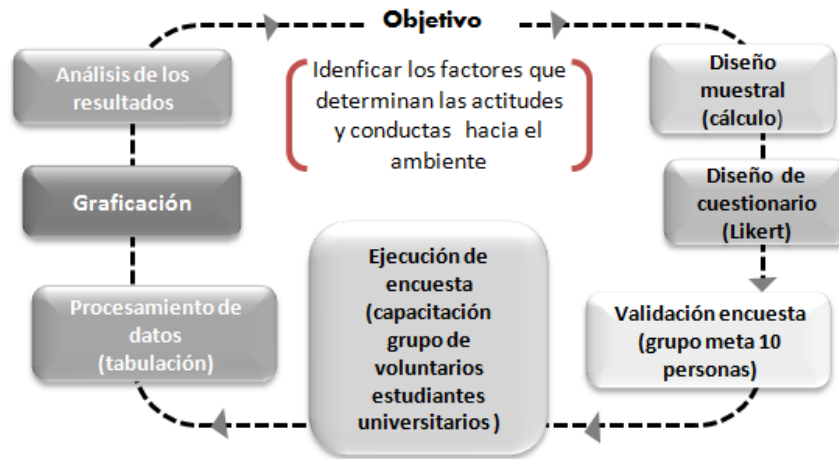 Objetivo
Idenficar los factores que
determinan las actitudes
y conductas hacia el
ambiente
Diseño
muestral
(cálculo)
Diseño de
cuestionario
(Likert)
Validación encuesta
(grupo meta 10
personas)
Ejecución de
encuesta
(capacitación
grupo de
voluntarios
estudiantes
universitarios )
Procesamiento de
datos
(tabulación)
Graficación
Análisis de los
resultados